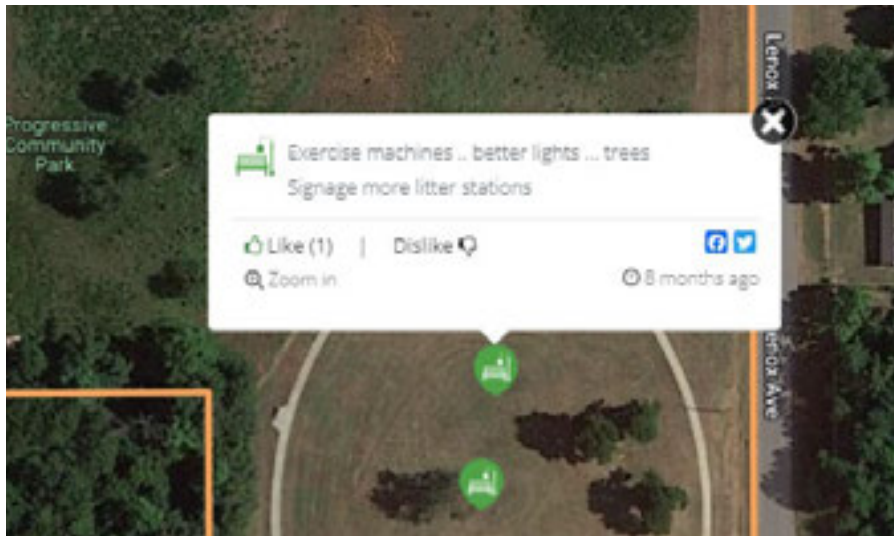 Lenox
Progressive
Community
Park
Exercise machines .. better lights ... trees
Signage more litter stations
Like (1) | Dislike
Zoom in
8 months ago
Lenox Ave